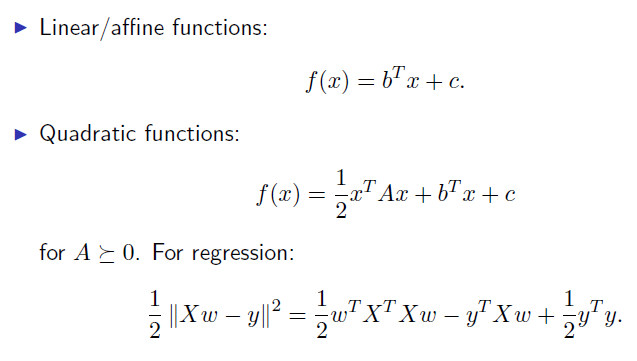 ▶ Linear/affine functions:
f(x) = b^T x + c.
▶ Quadratic functions:
f(x) = \frac{1}{2} x^T Ax + b^T x + c
for A ⪰ 0. For regression:
\frac{1}{2} ‖Xw − y‖^2 = \frac{1}{2} w^T X^T Xw − y^T Xw + \frac{1}{2} y^T y.